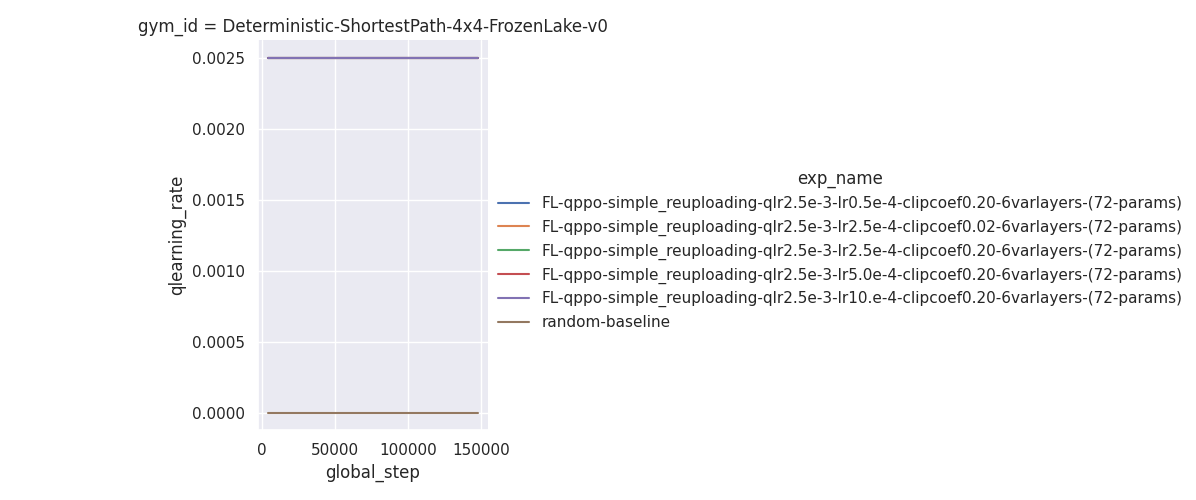 gym_id = Deterministic-ShortestPath-4x4-FrozenLake-v0
0.0025
0.0020
0.0015
0.0010
0.0005
0.0000
qlearning_rate
0 50000 100000 150000
global_step
exp_name
FL-qppo-simple_reuploading-qlr2.5e-3-lr0.5e-4-clipcoef0.20-6varlayers-(72-params)
FL-qppo-simple_reuploading-qlr2.5e-3-lr2.5e-4-clipcoef0.02-6varlayers-(72-params)
FL-qppo-simple_reuploading-qlr2.5e-3-lr2.5e-4-clipcoef0.20-6varlayers-(72-params)
FL-qppo-simple_reuploading-qlr2.5e-3-lr5.0e-4-clipcoef0.20-6varlayers-(72-params)
FL-qppo-simple_reuploading-qlr2.5e-3-lr10.e-4-clipcoef0.20-6varlayers-(72-params)
random-baseline